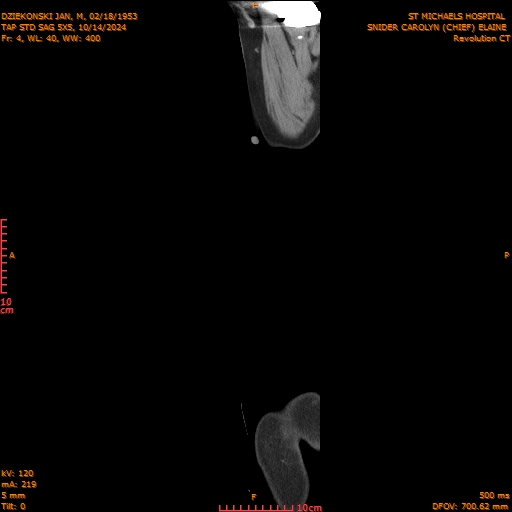 DZIEKONSKI JAN, M, 02/18/1953
TAP STD SAG 5X5, 10/14/2024
Fr: 4, WL: 40, WW: 400
ST MICHAELS HOSPITAL
SNIDER CAROLYN (CHIEF) ELAINE
Revolution CT
A
P
10
cm
kV: 120
mA: 219
5 mm
Tilt: 0
F
10cm
500 ms
DFOV: 700.62 mm